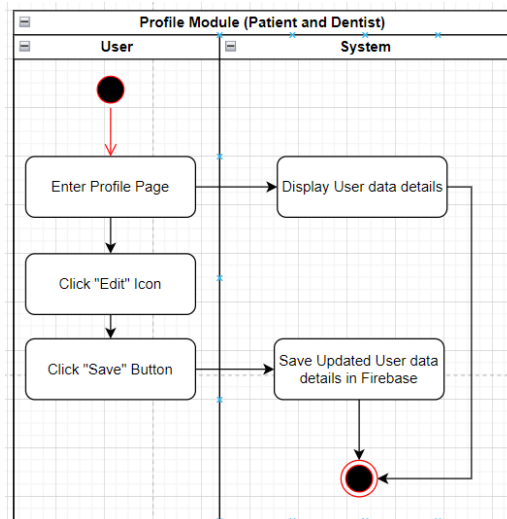 Profile Module (Patient and Dentist)
User
System
Enter Profile Page
Display User data details
Click "Edit" Icon
Click "Save" Button
Save Updated User data
details in Firebase